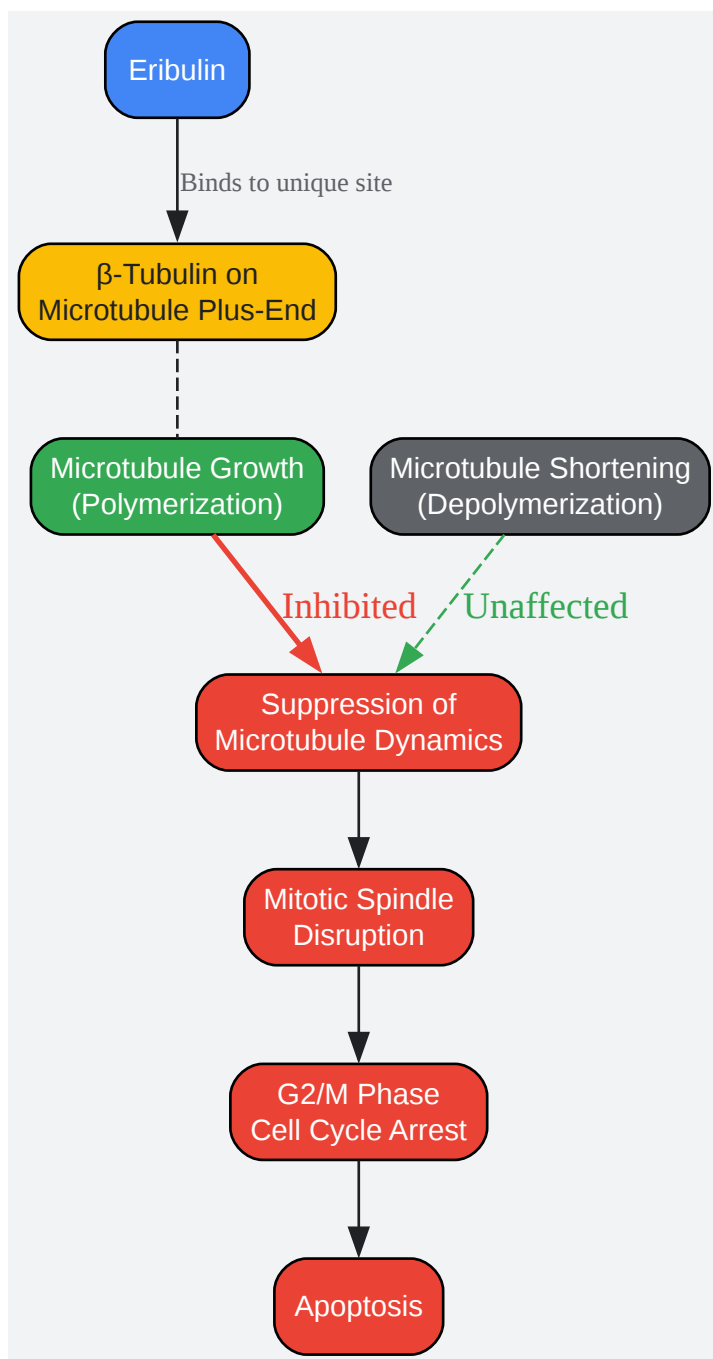 Eribulin
Binds to unique site
β-Tubulin on
Microtubule Plus-End
Microtubule Growth
(Polymerization)
Microtubule Shortening
(Depolymerization)
Inhibited
Unaffected
Suppression of
Microtubule Dynamics
Mitotic Spindle
Disruption
G2/M Phase
Cell Cycle Arrest
Apoptosis